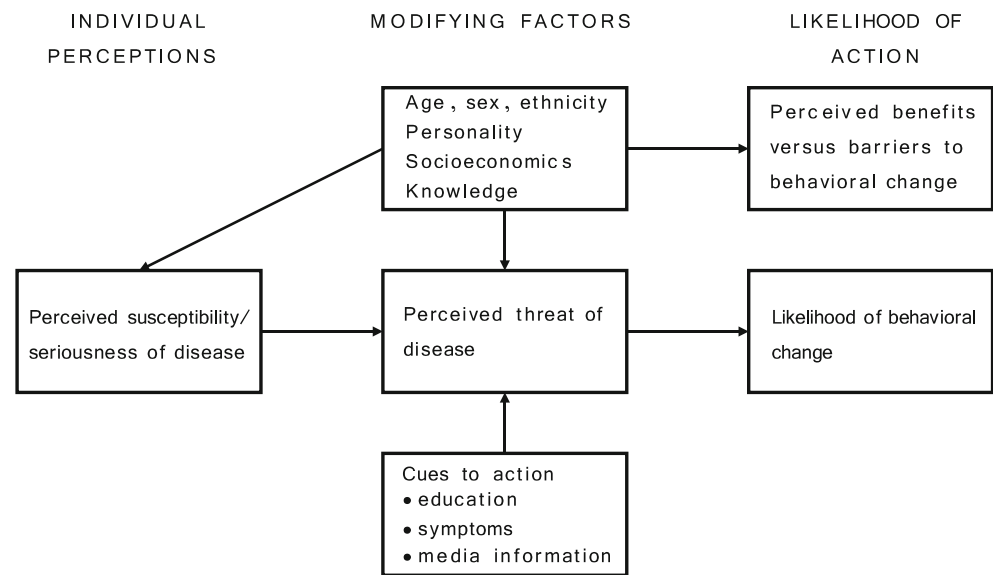 INDIVIDUAL
PERCEPTIONS
MODIFYING FACTORS
LIKELIHOOD OF
ACTION
Age, sex, ethnicity
Personality
Socioeconomics
Knowledge
Perceived benefits
versus barriers to
behavioral change
Perceived susceptibility/
seriousness of disease
Perceived threat of
disease
Likelihood of behavioral
change
Cues to action
• education
• symptoms
• media information